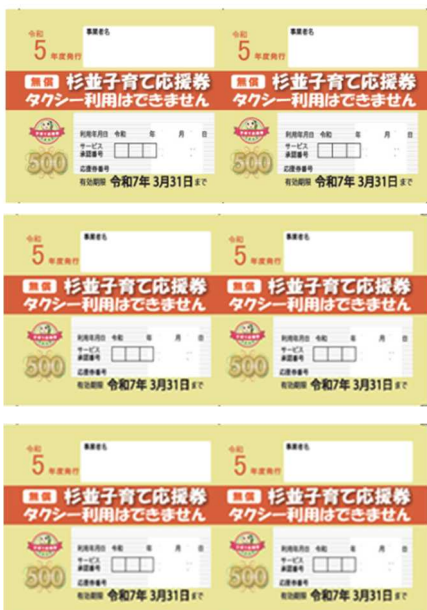 令和 事業者名 令和 事業者名
5年度発行 5年度発行
無償 杉並子育て応援券 無償 杉並子育て応援券
タクシー利用はできません タクシー利用はできません
利用年月日 令和 年 月 日 利用年月日 令和 年 月 日
サービス承認番号 サービス承認番号
500 500
応援券番号 応援券番号
有効期限 令和7年3月31日まで 有効期限 令和7年3月31日まで
令和 事業者名 令和 事業者名
5年度発行 5年度発行
無償 杉並子育て応援券 無償 杉並子育て応援券
タクシー利用はできません タクシー利用はできません
利用年月日 令和 年 月 日 利用年月日 令和 年 月 日
サービス承認番号 サービス承認番号
500 500
応援券番号 応援券番号
有効期限 令和7年3月31日まで 有効期限 令和7年3月31日まで
令和 事業者名 令和 事業者名
5年度発行 5年度発行
無償 杉並子育て応援券 無償 杉並子育て応援券
タクシー利用はできません タクシー利用はできません
利用年月日 令和 年 月 日 利用年月日 令和 年 月 日
サービス承認番号 サービス承認番号
500 500
応援券番号 応援券番号
有効期限 令和7年3月31日まで 有効期限 令和7年3月31日まで